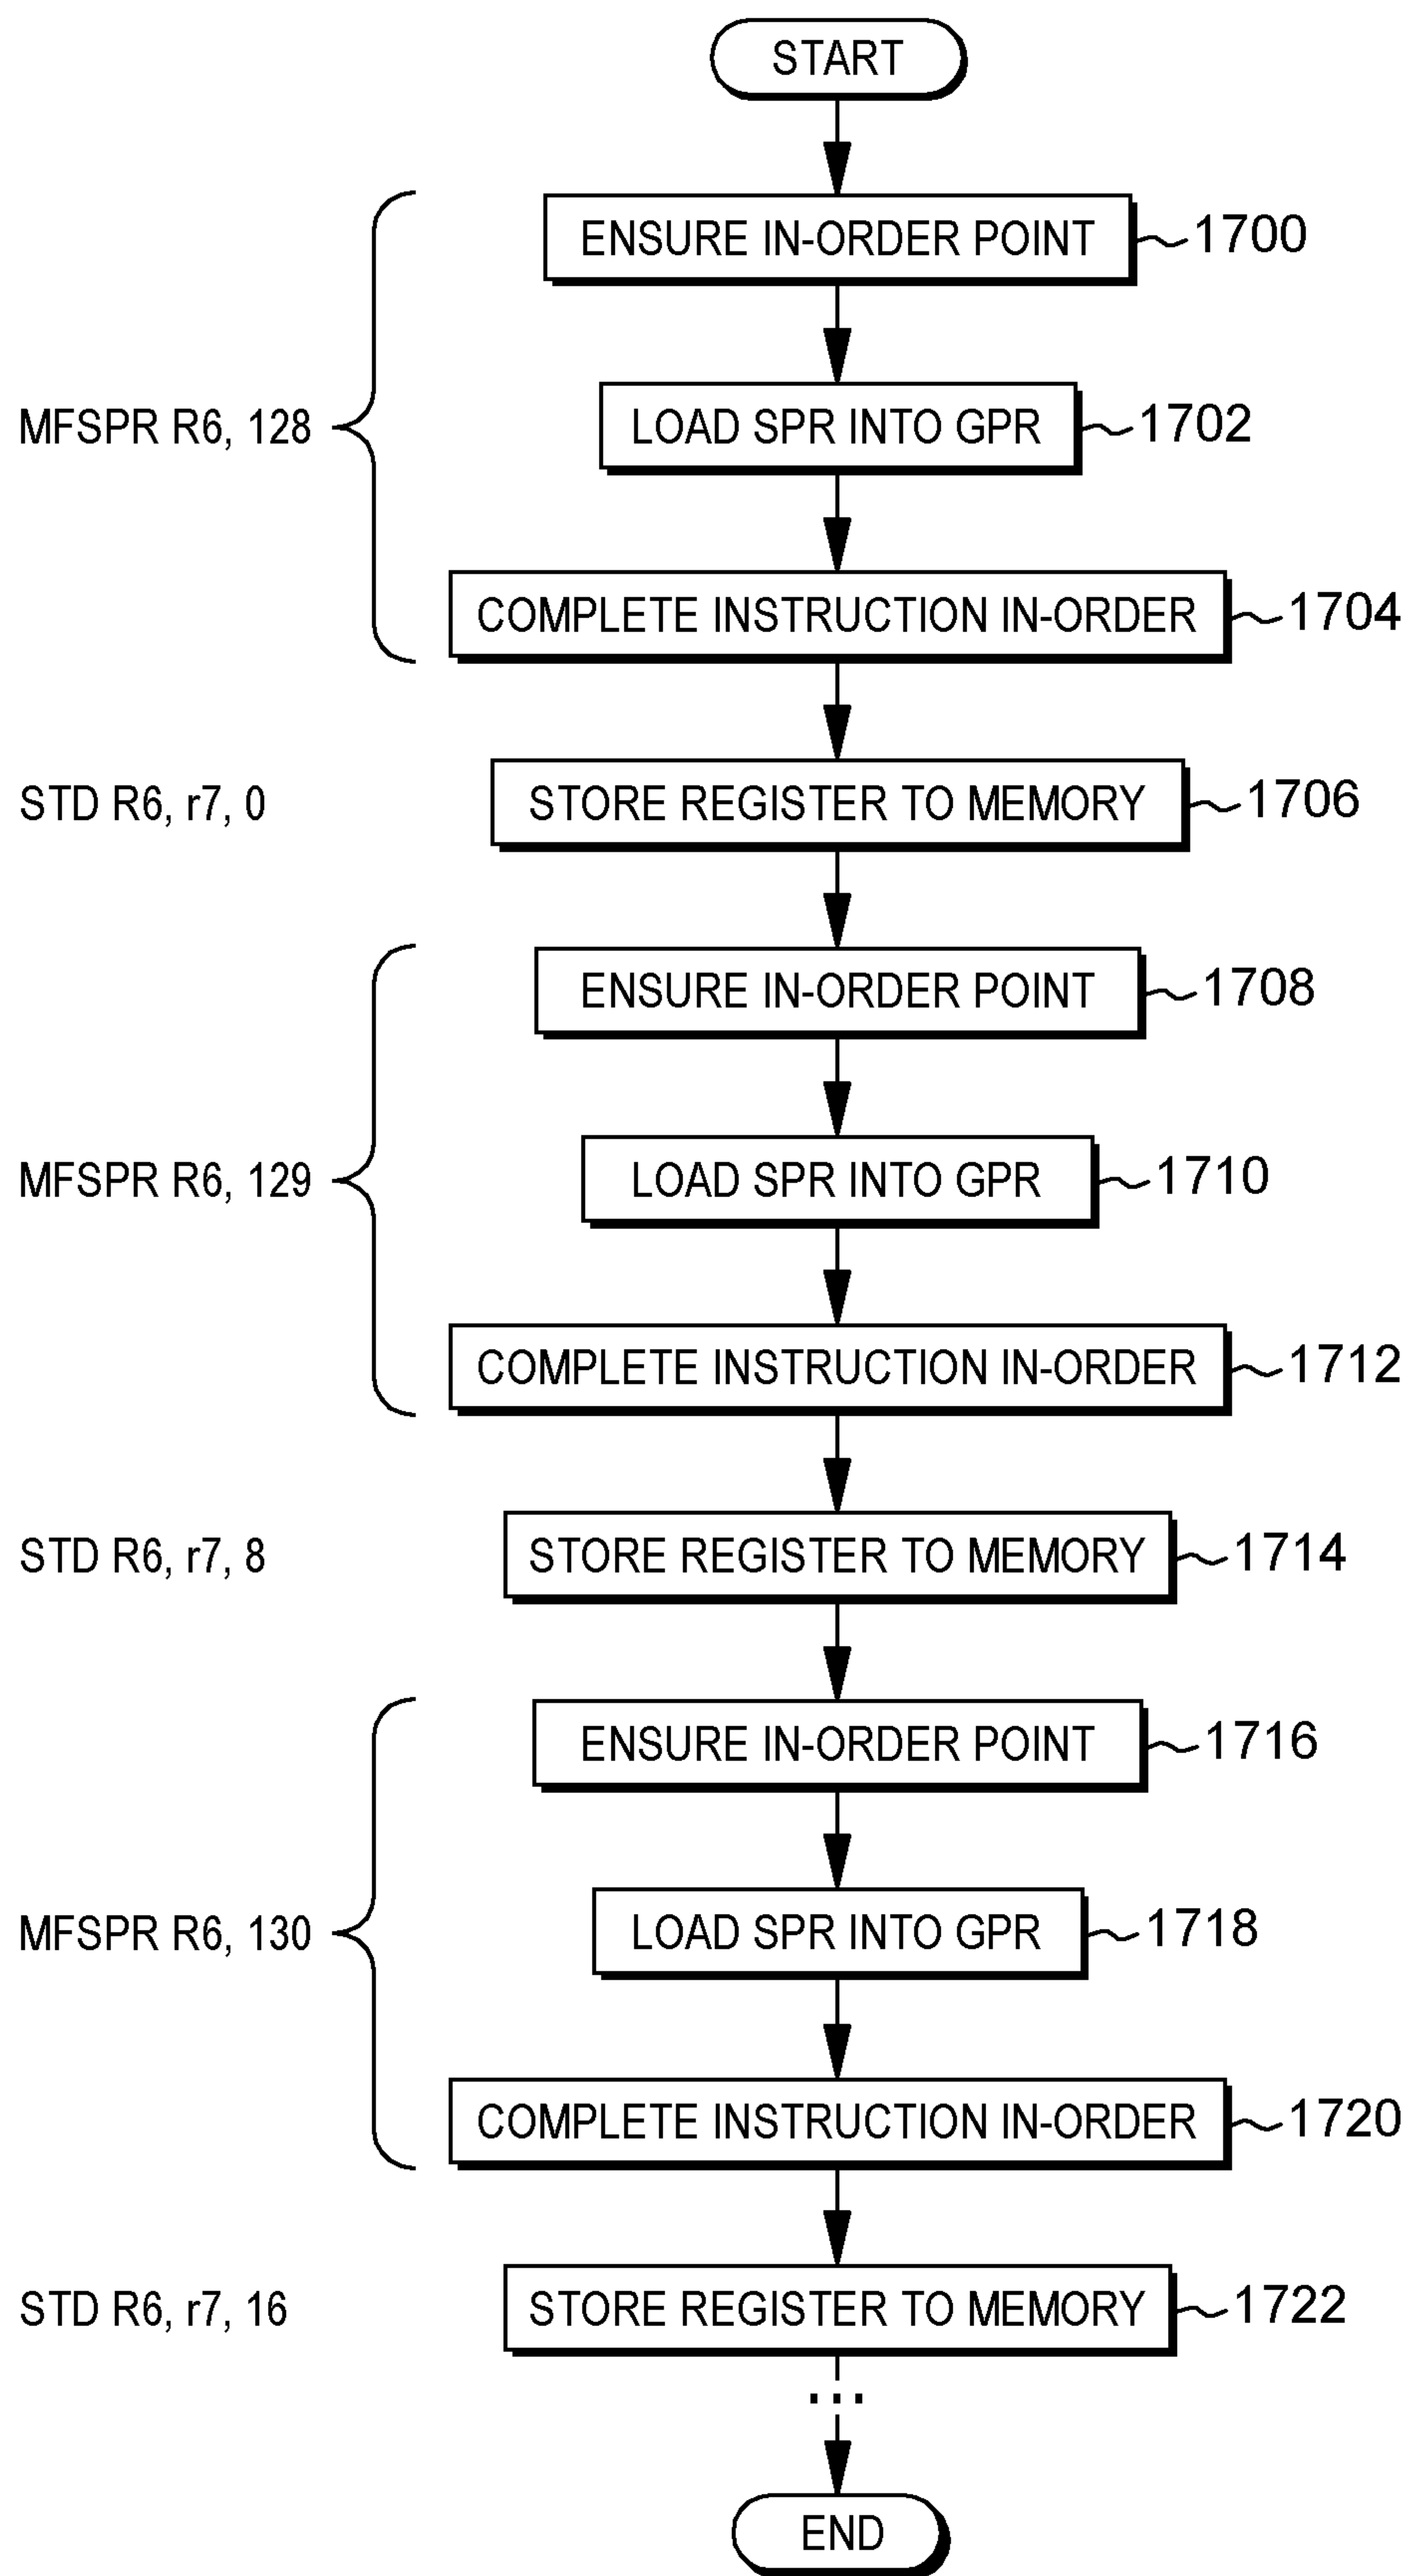 START
ENSURE IN-ORDER POINT 1700
MFSPR R6, 128 LOAD SPR INTO GPR 1702
COMPLETE INSTRUCTION IN-ORDER 1704
STD R6, r7, 0 STORE REGISTER TO MEMORY 1706
ENSURE IN-ORDER POINT 1708
MFSPR R6, 129 LOAD SPR INTO GPR 1710
COMPLETE INSTRUCTION IN-ORDER 1712
STD R6, r7, 8 STORE REGISTER TO MEMORY 1714
ENSURE IN-ORDER POINT 1716
MFSPR R6, 130 LOAD SPR INTO GPR 1718
COMPLETE INSTRUCTION IN-ORDER 1720
STD R6, r7, 16 STORE REGISTER TO MEMORY 1722
...
END